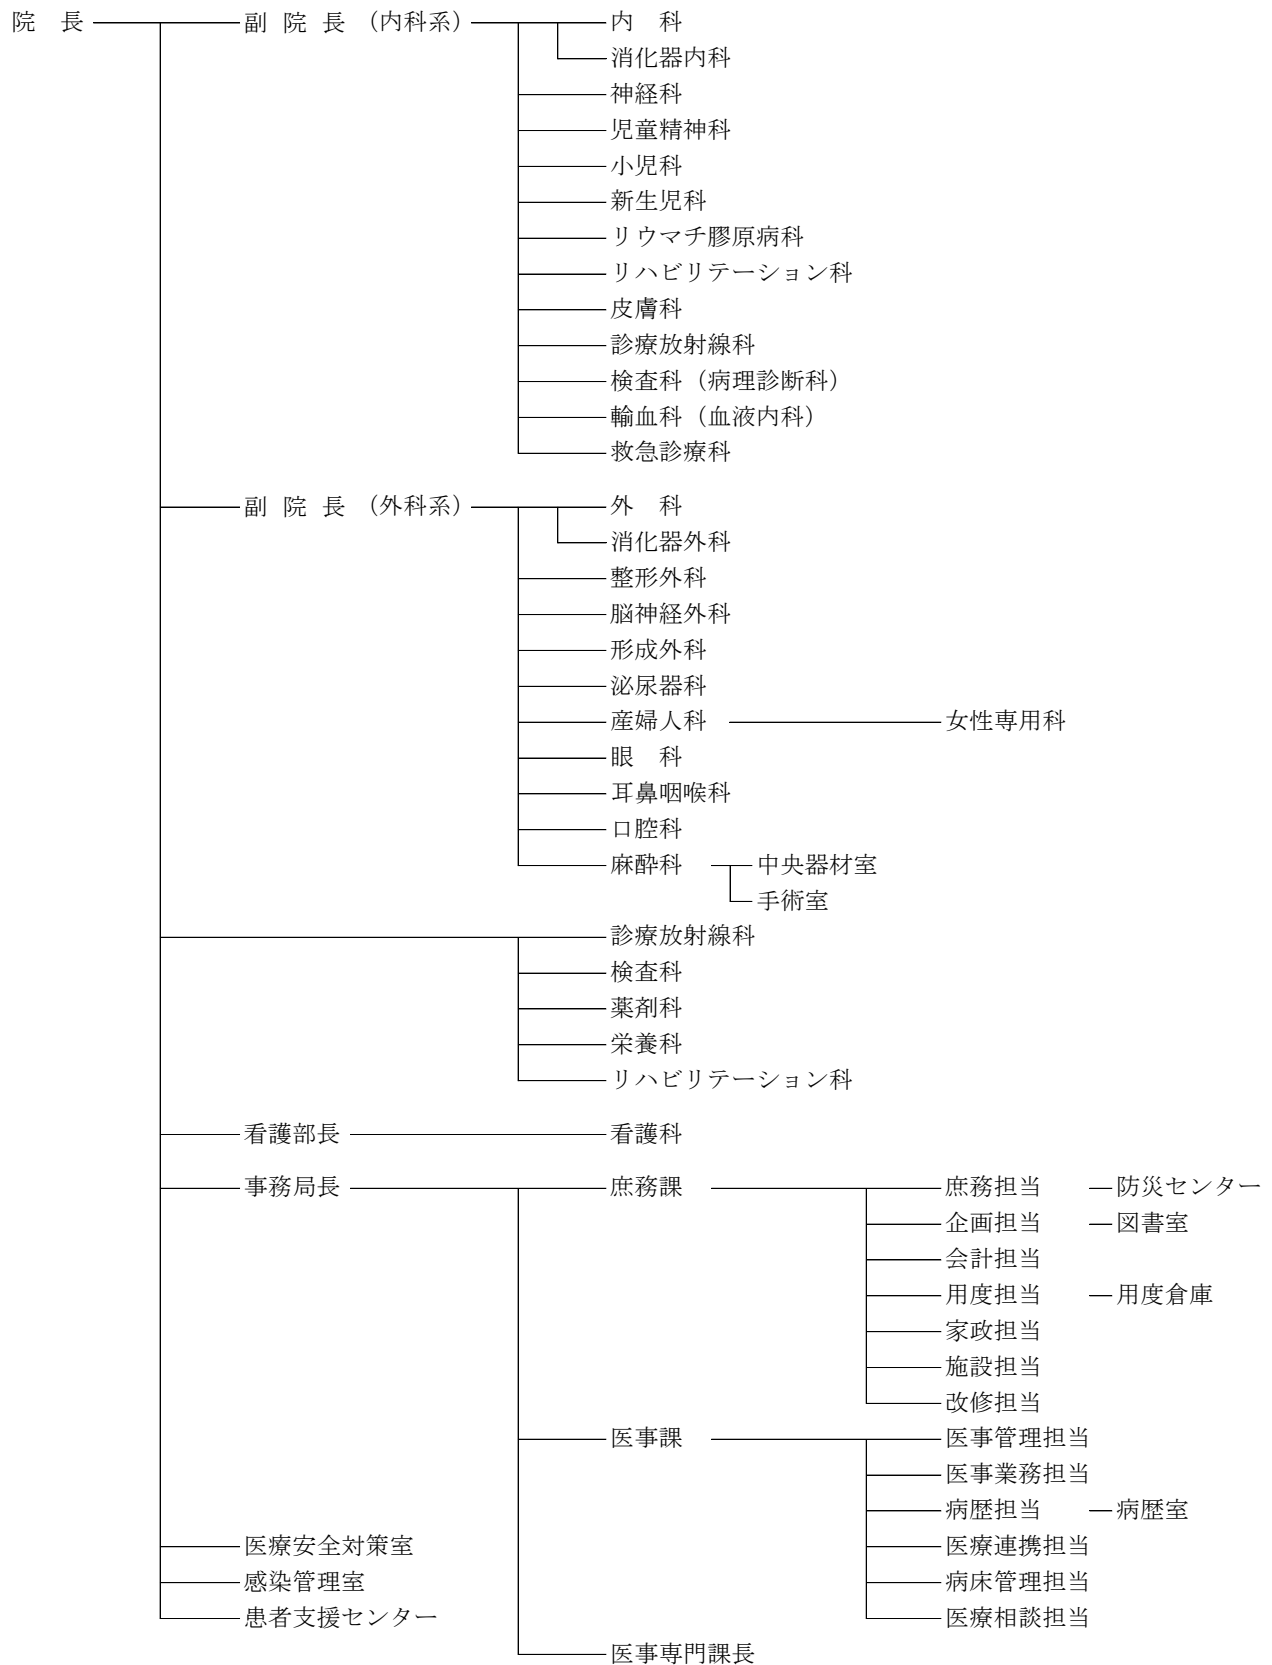 院　長　副 院 長 （内科系）　内　科
消化器内科
神経科
児童精神科
小児科
新生児科
リウマチ膠原病科
リハビリテーション科
皮膚科
診療放射線科
検査科（病理診断科）
輸血科（血液内科）
救急診療科
副 院 長 （外科系）　外　科
消化器外科
整形外科
脳神経外科
形成外科
泌尿器科
産婦人科　女性専用科
眼　科
耳鼻咽喉科
口腔科
麻酔科　中央器材室
手術室
診療放射線科
検査科
薬剤科
栄養科
リハビリテーション科
看護部長　看護科
事務局長　庶務課　庶務担当　防災センター
企画担当　図書室
会計担当
用度担当　用度倉庫
家政担当
施設担当
改修担当
医事課　医事管理担当
医事業務担当
病歴担当　病歴室
医療安全対策室　医療連携担当
感染管理室　病床管理担当
患者支援センター　医療相談担当
医事専門課長